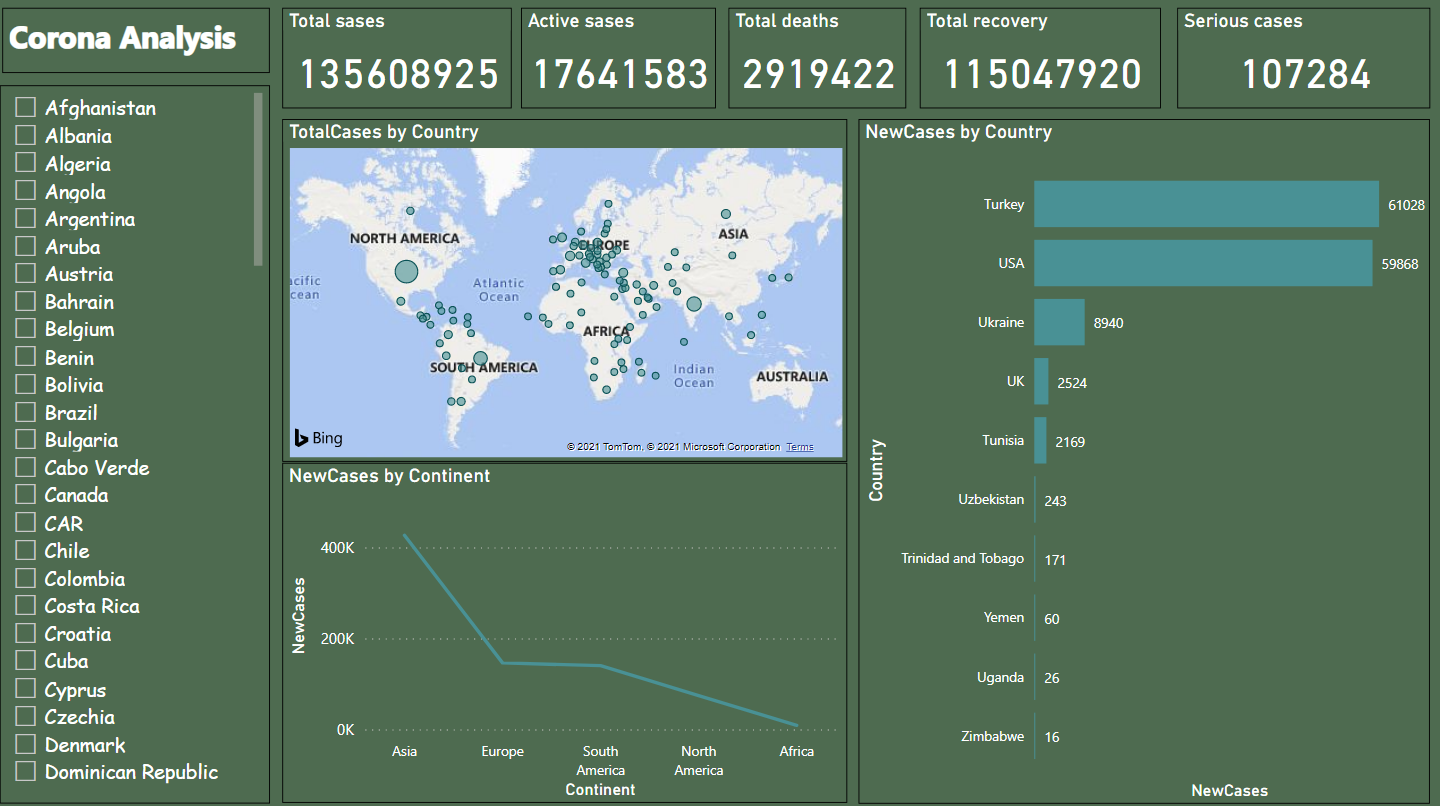 Corona Analysis
Total sases
135608925
Active sases
17641583
Total deaths
2919422
Total recovery
115047920
Serious cases
107284
Afghanistan
Albania
Algeria
Angola
Argentina
Aruba
Austria
Bahrain
Belgium
Benin
Bolivia
Brazil
Bulgaria
Cabo Verde
Canada
CAR
Chile
Colombia
Costa Rica
Croatia
Cuba
Cyprus
Czechia
Denmark
Dominican Republic
TotalCases by Country
NORTH AMERICA
EUROPE
ASIA
acific
cean
Atlantic
Ocean
AFRICA
SOUTH AMERICA
Indian
Ocean
AUSTRALIA
Bing
© 2021 TomTom, © 2021 Microsoft Corporation Terms
NewCases by Continent
NewCases
400K
200K
0K
Asia
Europe
South
America
North
America
Africa
Continent
NewCases by Country
Country
Turkey 61028
USA 59868
Ukraine 8940
UK 2524
Tunisia 2169
Uzbekistan 243
Trinidad and Tobago 171
Yemen 60
Uganda 26
Zimbabwe 16
NewCases